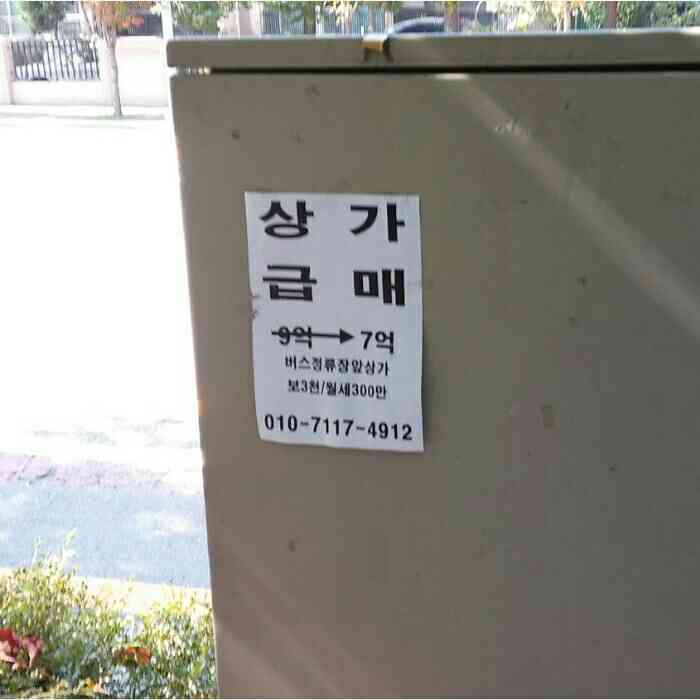 상 가
급 매
9억→7억
버스정류장앞상가
보3천/월세300만
010-7117-4912